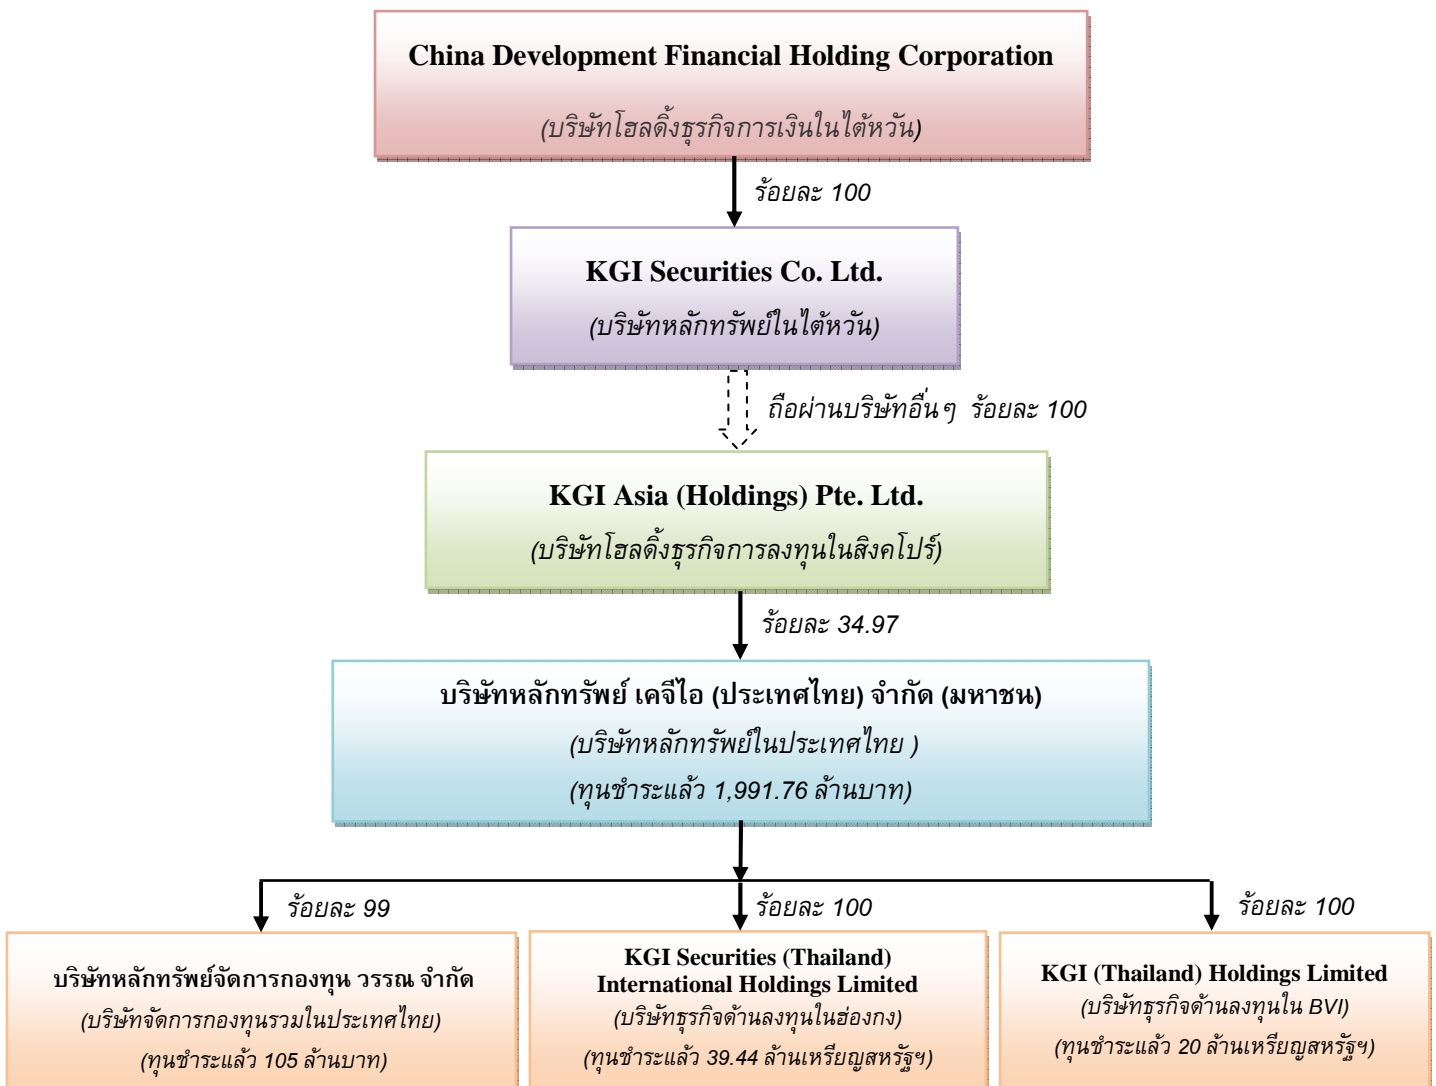 China Development Financial Holding Corporation
(บริษัทโฮลดิ้งธุรกิจการเงินในไต้หวัน)
ร้อยละ 100
KGI Securities Co. Ltd.
(บริษัทหลักทรัพย์ในไต้หวัน)
ถือผ่านบริษัทอื่นๆ ร้อยละ 100
KGI Asia (Holdings) Pte. Ltd.
(บริษัทโฮลดิ้งธุรกิจการลงทุนในสิงคโปร์)
ร้อยละ 34.97
บริษัทหลักทรัพย์ เคจีไอ (ประเทศไทย) จำกัด (มหาชน)
(บริษัทหลักทรัพย์ในประเทศไทย )
(ทุนชำระแล้ว 1,991.76 ล้านบาท)
ร้อยละ 99
ร้อยละ 100
ร้อยละ 100
บริษัทหลักทรัพย์จัดการกองทุน วรรณ จำกัด
(บริษัทจัดการกองทุนรวมในประเทศไทย)
(ทุนชำระแล้ว 105 ล้านบาท)
KGI Securities (Thailand)
International Holdings Limited
(บริษัทธุรกิจด้านลงทุนในฮ่องกง)
(ทุนชำระแล้ว 39.44 ล้านเหรียญสหรัฐฯ)
KGI (Thailand) Holdings Limited
(บริษัทธุรกิจด้านลงทุนใน BVI)
(ทุนชำระแล้ว 20 ล้านเหรียญสหรัฐฯ)